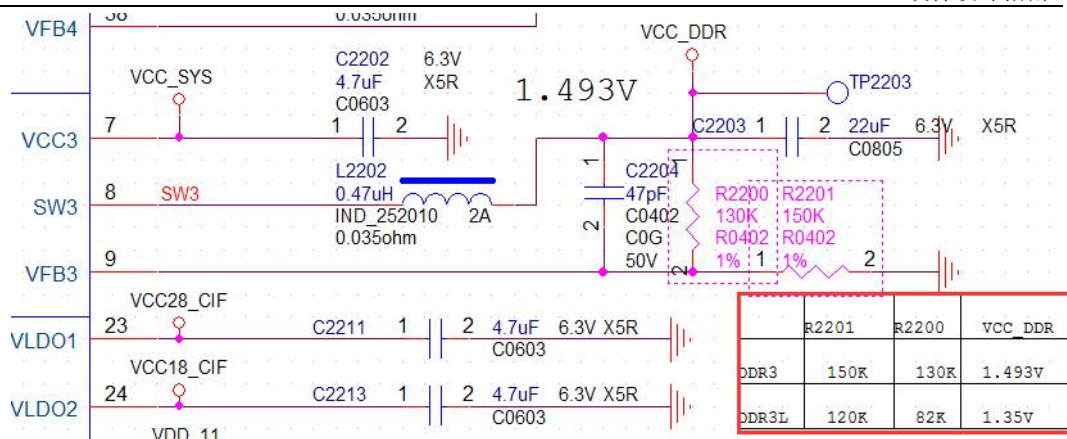 VFB4
38
0.035ohm
VCC_DDR
C2202 6.3V
4.7uF X5R
C0603
VCC_SYS
1.493V
TP2203
VCC3
7
1 2
C2203 1 2 22uF 6.3V X5R
C0805
L2202
0.47uH
IND_252010 2A
0.035ohm
SW3
8
SW3
1
2
C2204
47pF
C0402
C0G
50V
1
2
R2200
130K
R0402
1%
R2201
150K
R0402
1%
1 2
VFB3
9
VCC28_CIF
VLDO1
23
C2211 1 2 4.7uF 6.3V X5R
C0603
VCC18_CIF
VLDO2
24
C2213 1 2 4.7uF 6.3V X5R
C0603
VDD_11
R2201 R2200 VCC_DDR
DDR3 150K 130K 1.493V
DDR3L 120K 82K 1.35V